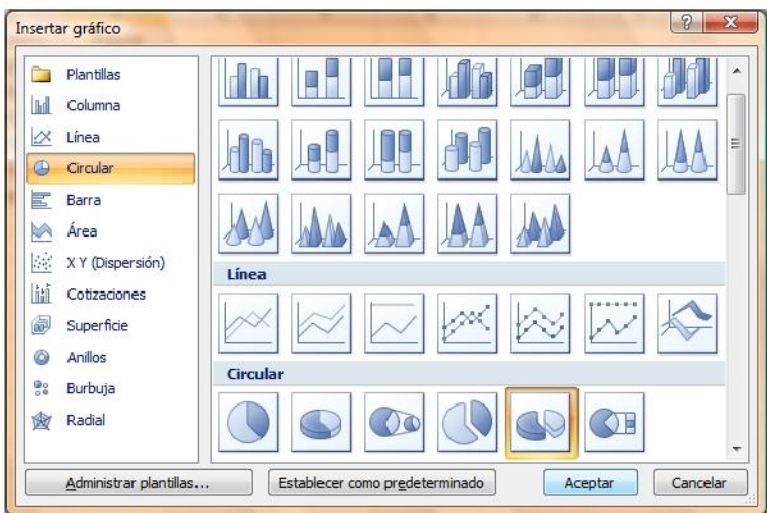 Insertar gráfico
Plantillas
Columna
Línea
Circular
Barra
Área
X Y (Dispersión)
Cotizaciones
Superficie
Anillos
Burbuja
Radial
Línea
Circular
Administrar plantillas...
Establecer como predeterminado
Aceptar
Cancelar